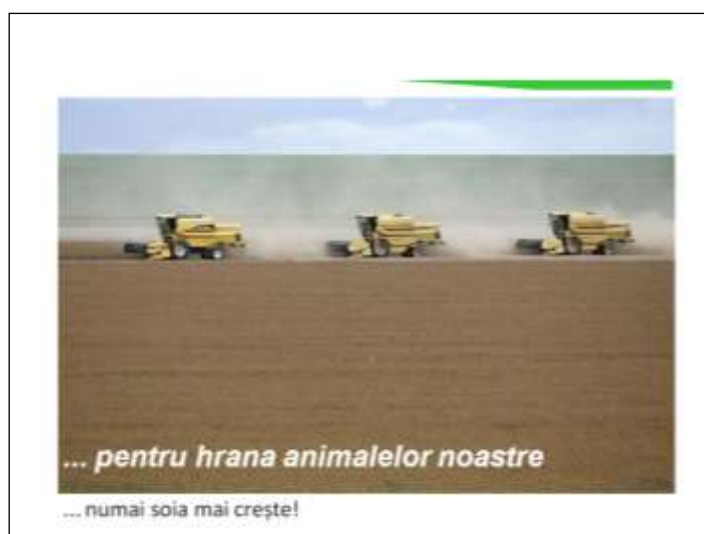 ... pentru hrana animalelor noastre
... numai soia mai crește!